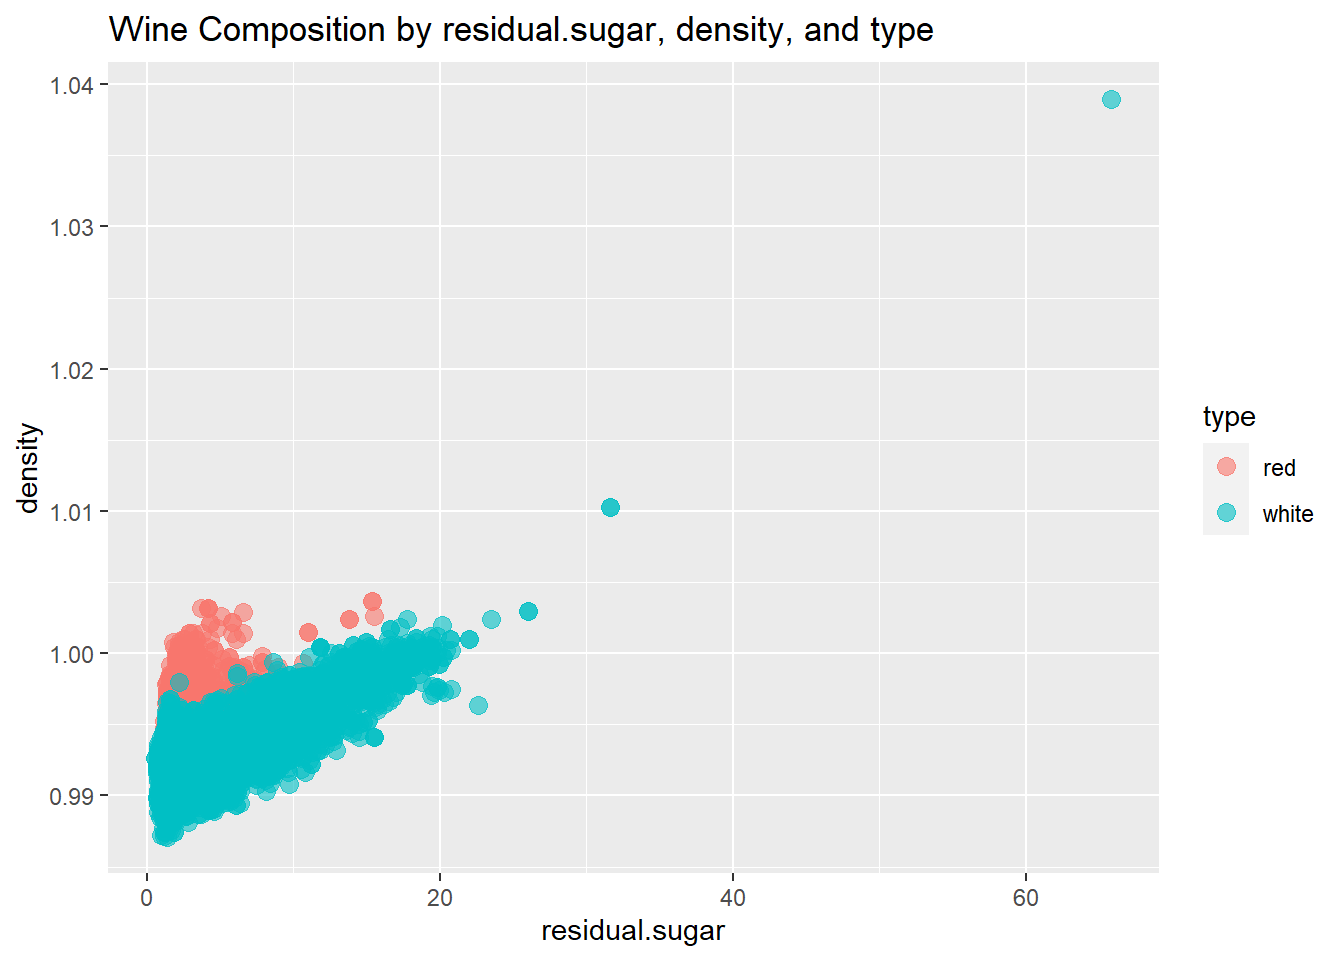 Wine Composition by residual.sugar, density, and type
1.04
1.03
1.02
1.01
1.00
0.99
density
0 20 40 60
residual.sugar
type
red
white